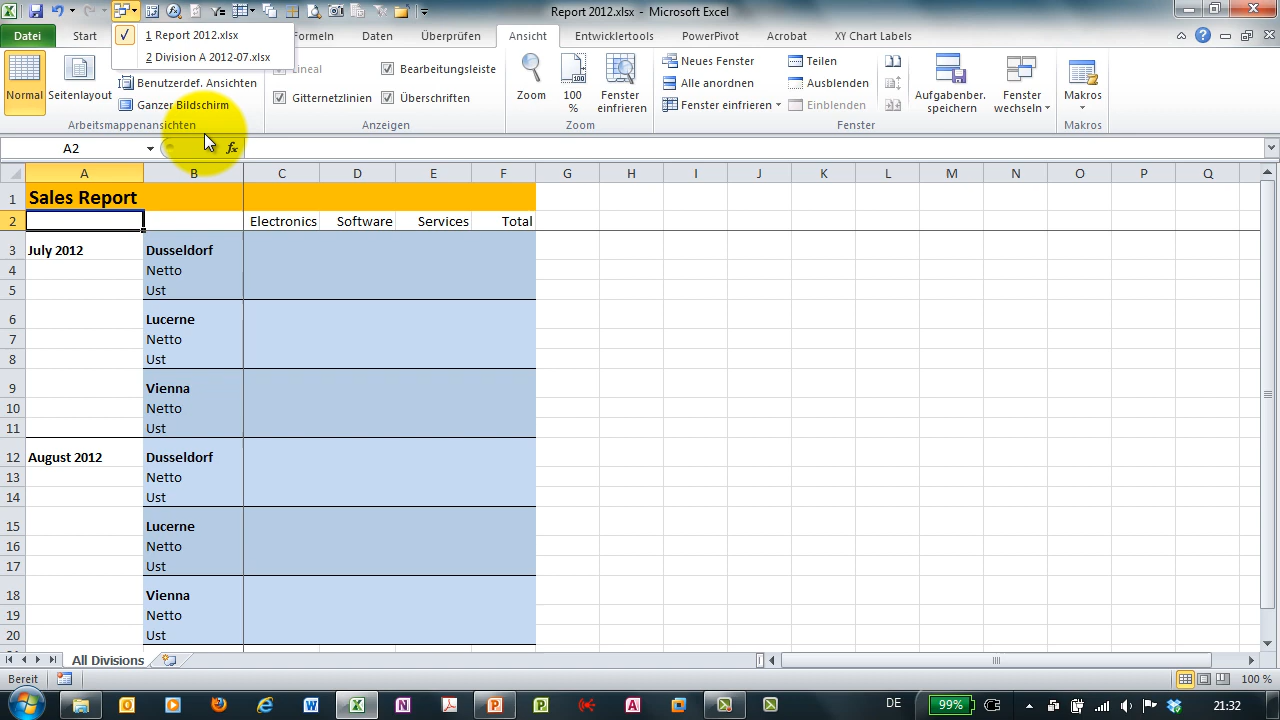 Report 2012.xlsx - Microsoft Excel
Datei
Start
Formeln
Daten
Überprüfen
Ansicht
Entwicklertools
PowerPivot
Acrobat
XY Chart Labels
1 Report 2012.xlsx
2 Division A 2012-07.xlsx
Normal
Seitenlayout
Benutzerdef. Ansichten
Ganzer Bildschirm
Arbeitsmappenansichten
Lineal
Bearbeitungsleiste
Gitternetzlinien
Überschriften
Anzeigen
Zoom
100 %
Fenster einfrieren
Zoom
Neues Fenster
Alle anordnen
Fenster einfrieren
Teilen
Ausblenden
Einblenden
Aufgabenber. speichern
Fenster wechseln
Fenster
Makros
Makros
A2
fx
A B C D E F G H I J K L M N O P Q
1 Sales Report
2 Electronics Software Services Total
3 July 2012 Dusseldorf
4 Netto
5 Ust
6 Lucerne
7 Netto
8 Ust
9 Vienna
10 Netto
11 Ust
12 August 2012 Dusseldorf
13 Netto
14 Ust
15 Lucerne
16 Netto
17 Ust
18 Vienna
19 Netto
20 Ust
All Divisions
Bereit
100 %
DE
99%
21:32